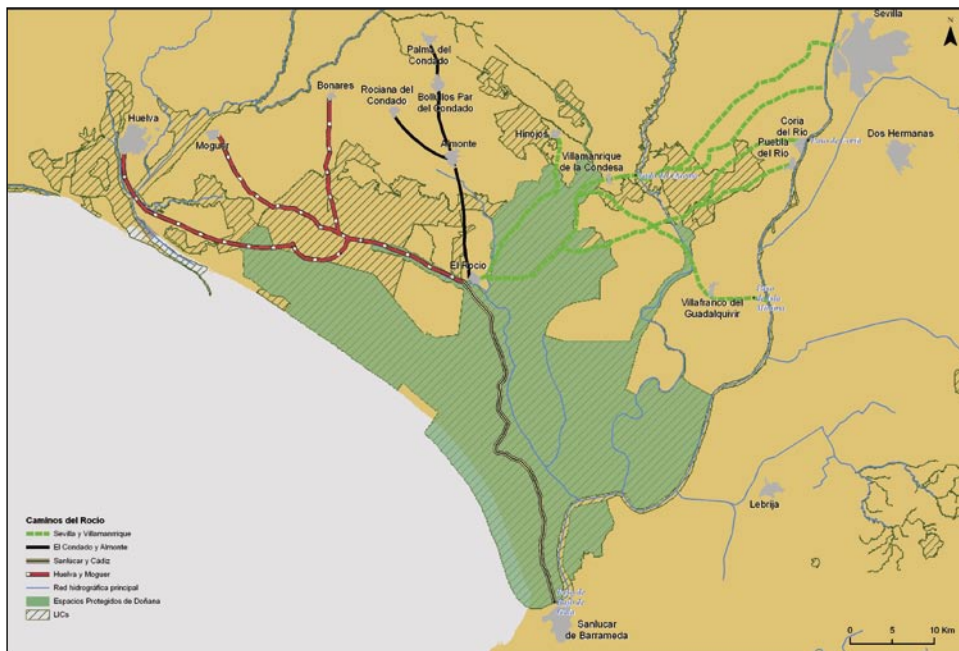 Sevilla
N
Palma del
Condado
Bonares
Rociana del
Condado
Bollullos Par
del Condado
Huelva
Moguer
Almonte
Hinojos
Coria
del Río
Puebla
del Río
Dos Hermanas
Villamanrique
de la Condesa
El Rocio
Villafranco del
Guadalquivir
Lebrija
Sanlucar
de Barrameda
Caminos del Rocío
Sevilla y Villamanrrique
El Condado y Almonte
Sanlucar y Cádiz
Huelva y Moguer
Red hidrográfica principal
Espacios Protegidos de Doñana
LICs
0 5 10 Km